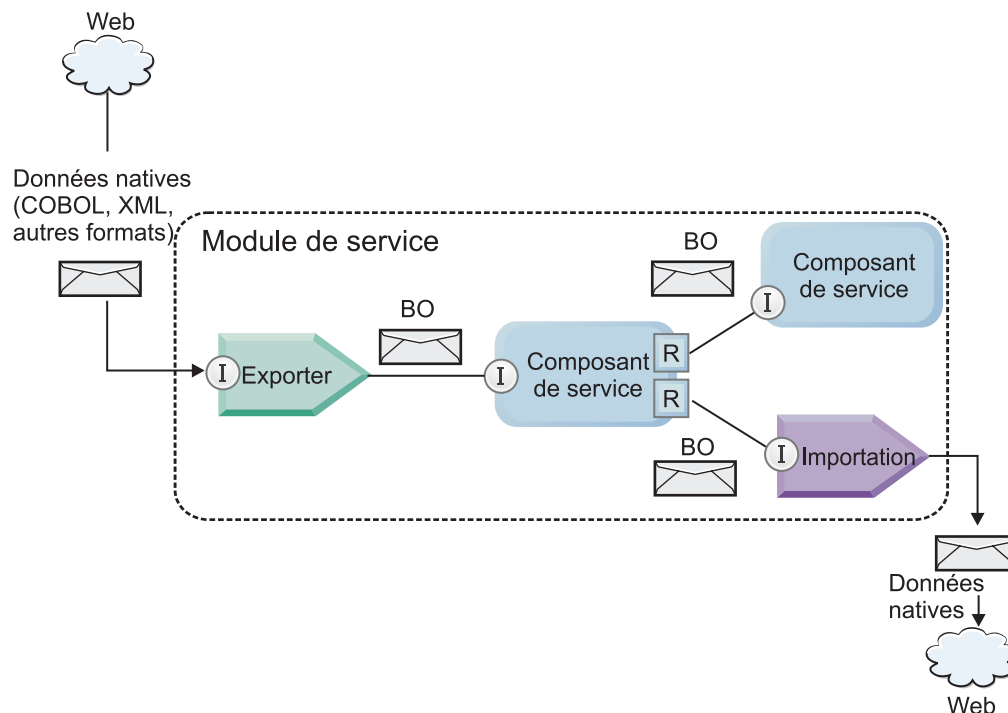 Web
Données natives
(COBOL, XML,
autres formats)
Module de service
BO
Composant
de service
I
BO
I
Exporter
I
Composant
de service
R
R
BO
I
Importation
Données
natives
Web